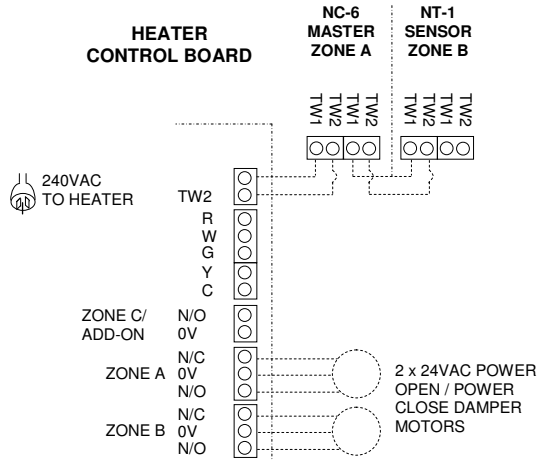 HEATER
CONTROL BOARD
NC-6
MASTER
ZONE A
NT-1
SENSOR
ZONE B
TW1
TW2
TW1
TW2
TW1
TW2
TW1
TW2
240VAC
TO HEATER
TW2
R
W
G
Y
C
ZONE C/
ADD-ON
N/O
0V
ZONE A
N/C
0V
N/O
ZONE B
N/C
0V
N/O
2 x 24VAC POWER
OPEN / POWER
CLOSE DAMPER
MOTORS